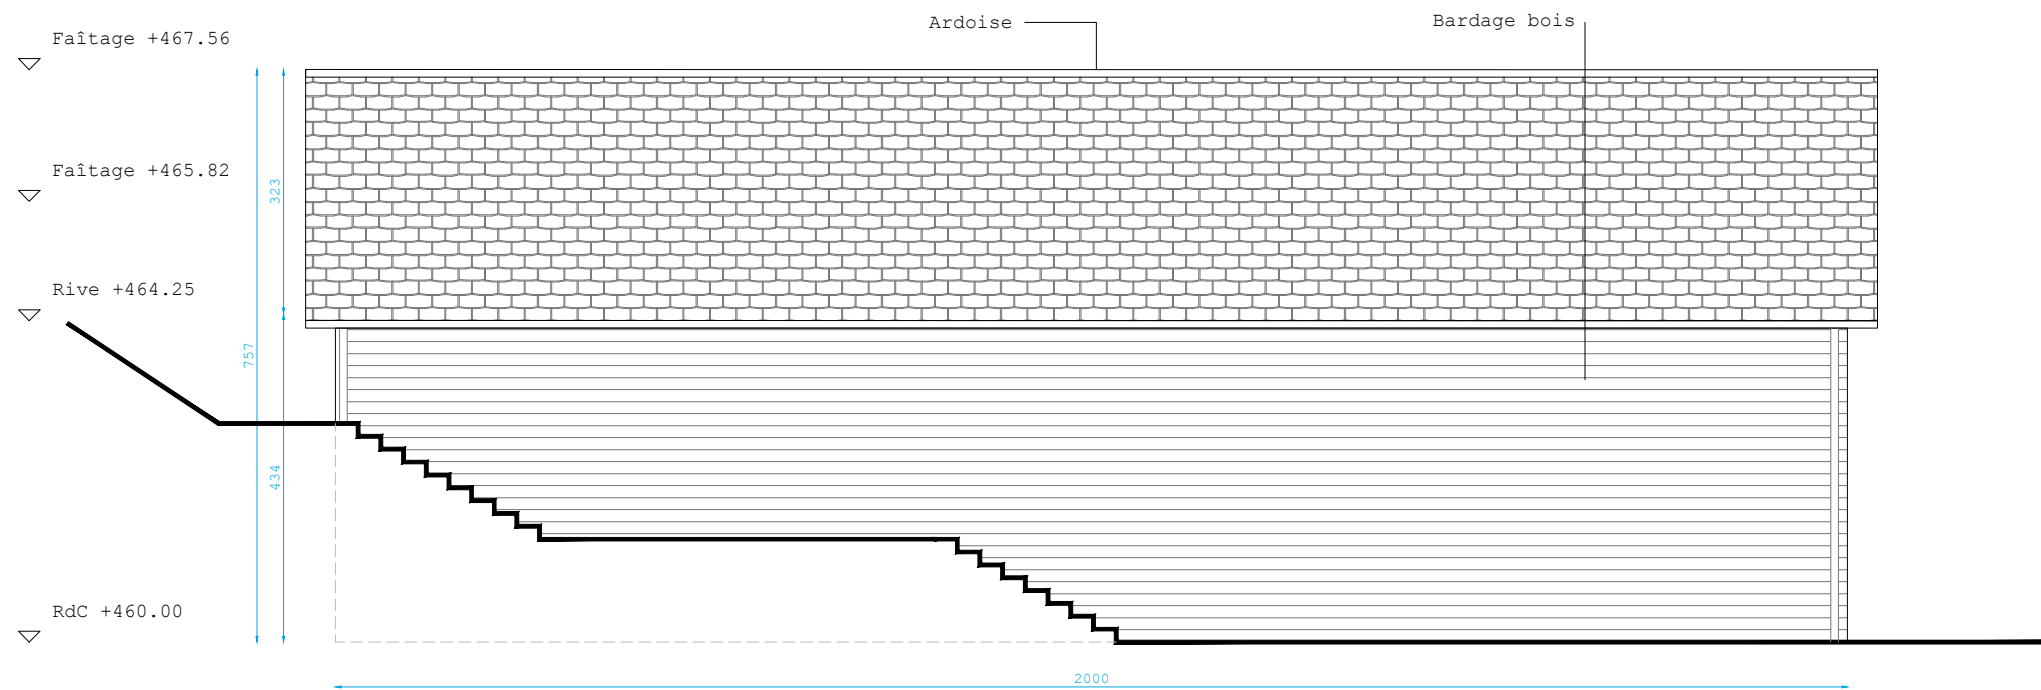 Ardoise
Bardage bois
Faîtage +467.56
Faîtage +465.82
323
Rive +464.25
757
434
RdC +460.00
2000